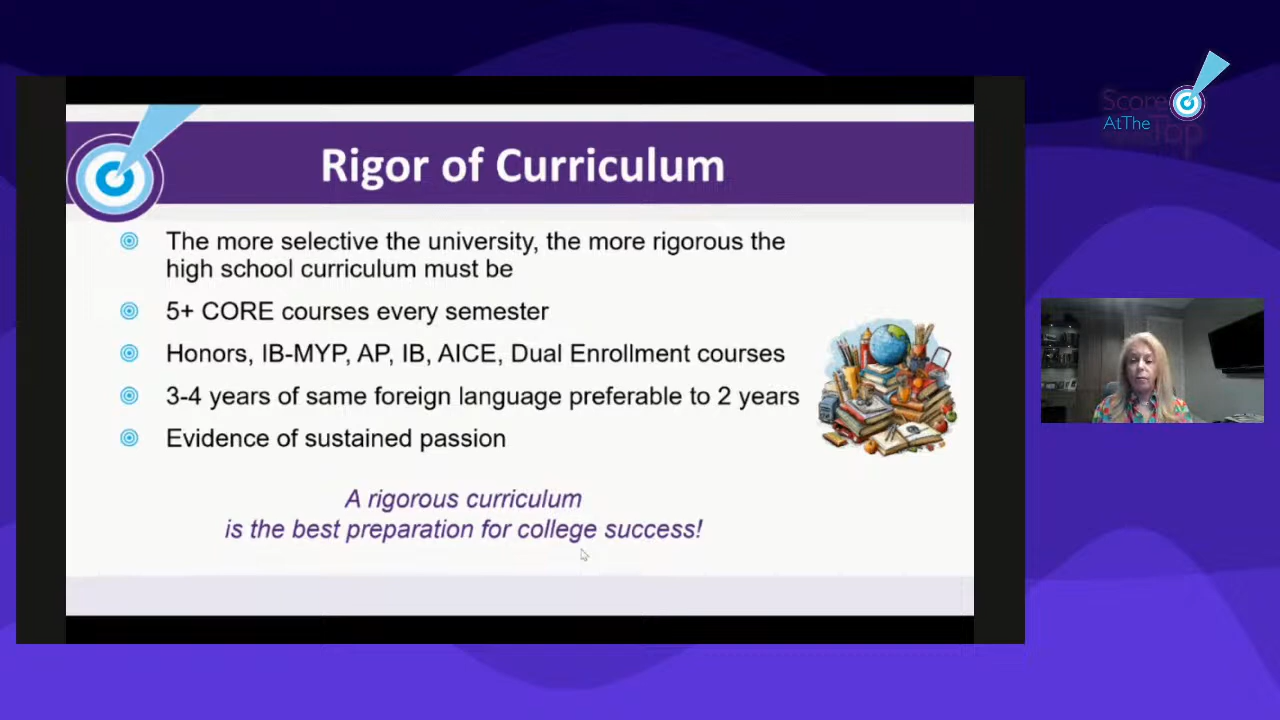 Rigor of Curriculum
The more selective the university, the more rigorous the
high school curriculum must be
5+ CORE courses every semester
Honors, IB-MYP, AP, IB, AICE, Dual Enrollment courses
3-4 years of same foreign language preferable to 2 years
Evidence of sustained passion
A rigorous curriculum
is the best preparation for college success!
Score
AtThe
Top